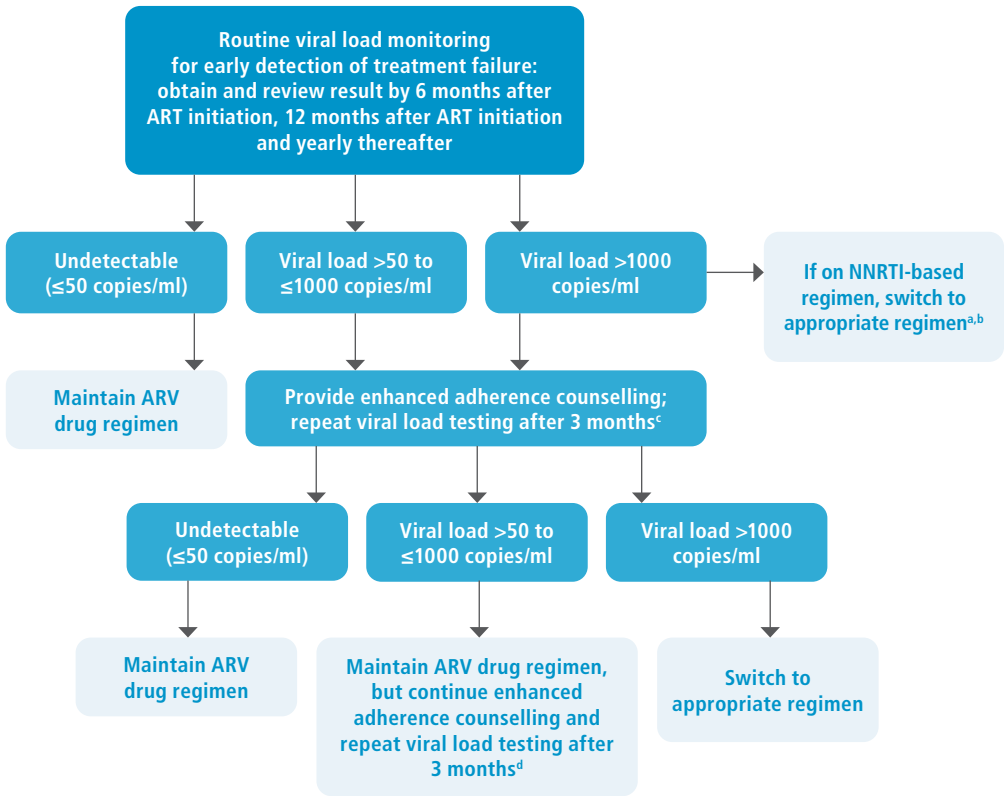 Routine viral load monitoring
for early detection of treatment failure:
obtain and review result by 6 months after
ART initiation, 12 months after ART initiation
and yearly thereafter
Undetectable
(≤50 copies/ml)
Viral load >50 to
≤1000 copies/ml
Viral load >1000
copies/ml
If on NNRTI-based
regimen, switch to
appropriate regimenᵃ,ᵇ
Maintain ARV
drug regimen
Provide enhanced adherence counselling;
repeat viral load testing after 3 monthsᶜ
Undetectable
(≤50 copies/ml)
Viral load >50 to
≤1000 copies/ml
Viral load >1000
copies/ml
Maintain ARV
drug regimen
Maintain ARV drug regimen,
but continue enhanced
adherence counselling and
repeat viral load testing after
3 monthsᵈ
Switch to
appropriate regimen